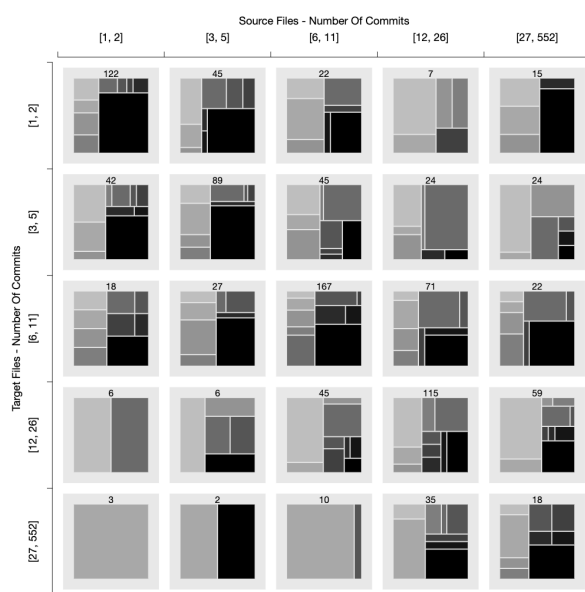 Source Files - Number Of Commits
[1, 2] [3, 5] [6, 11] [12, 26] [27, 552]
Target Files - Number Of Commits
[1, 2] 122 45 22 7 15
[3, 5] 42 89 45 24 24
[6, 11] 18 27 167 71 22
[12, 26] 6 6 45 115 59
[27, 552] 3 2 10 35 18